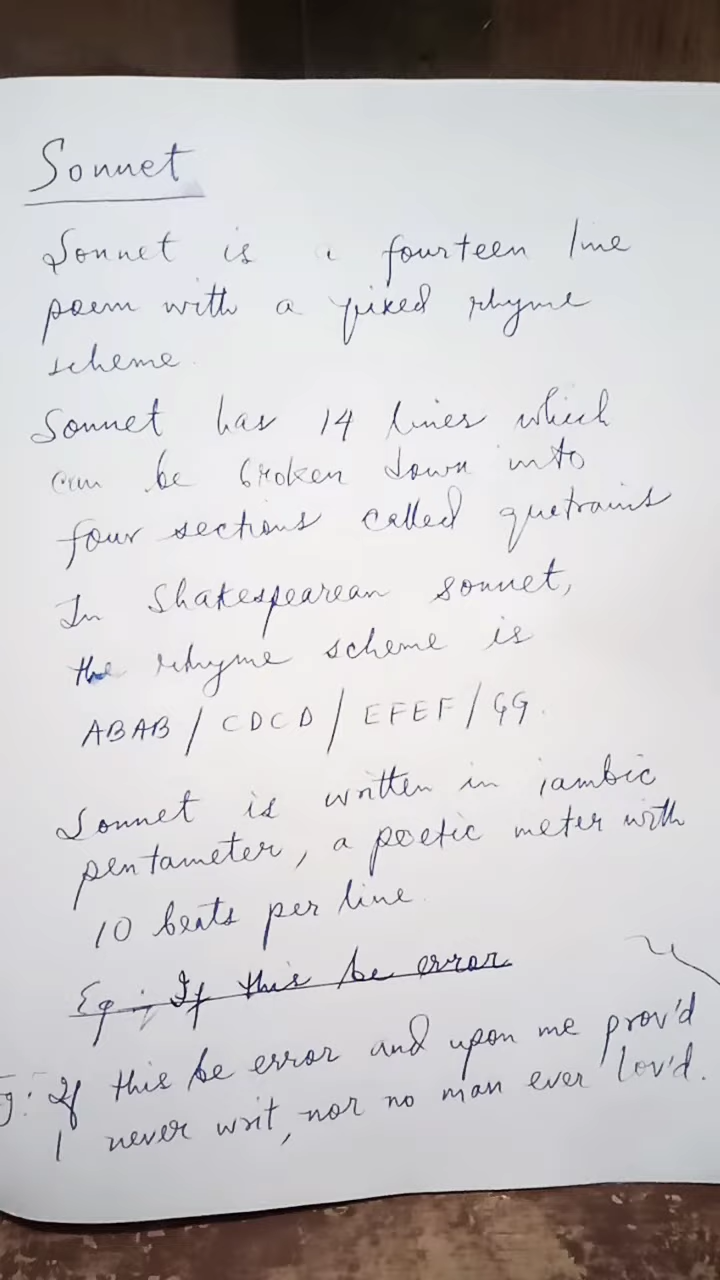 Sonnet
Sonnet is a fourteen line
poem with a fixed rhyme
scheme.
Sonnet has 14 lines which
can be broken down into
four sections called quetrains
In Shakespearean sonnet,
the rhyme scheme is
ABAB / CDCD / EFEF / GG.
Sonnet is written in iambic
pentameter, a poetic meter with
10 beats per line.
Eg :- If this be error
g: If this be error and upon me prov'd
I never writ, nor no man ever lov'd.